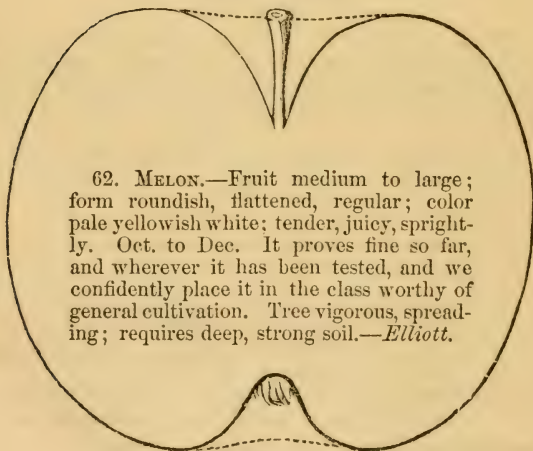 62. MELON.—Fruit medium to large;
form roundish, flattened, regular; color
pale yellowish white; tender, juicy, spright-
ly. Oct. to Dec. It proves fine so far,
and wherever it has been tested, and we
confidently place it in the class worthy of
general cultivation. Tree vigorous, spread-
ing; requires deep, strong soil.—Elliott.